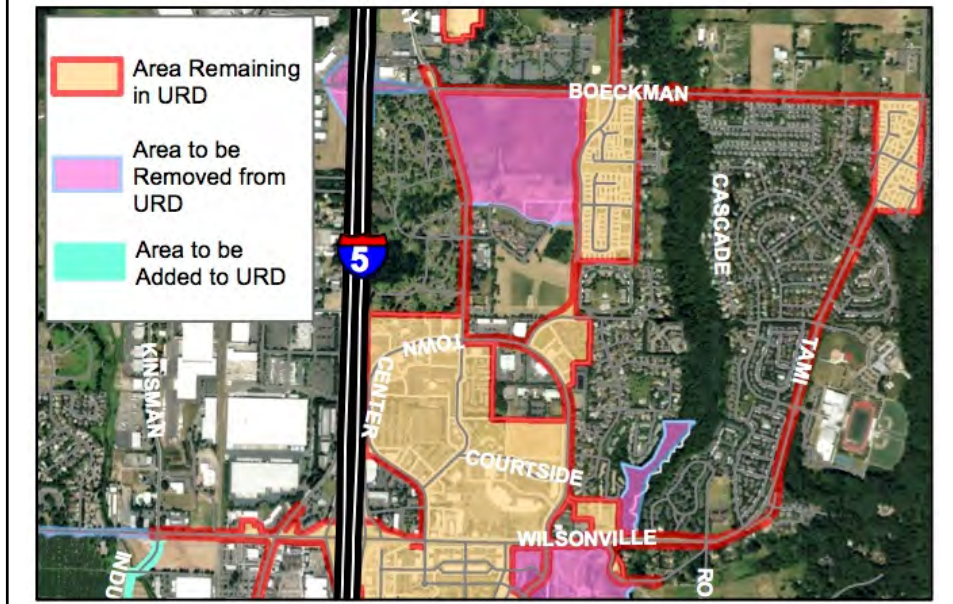 Area Remaining
in URD
Area to be
Removed from
URD
Area to be
Added to URD
AY
BOECKMAN
CASCADE
5
TOWN
CENTER
KINSMAN
TAMI
COURTSIDE
WILSONVILLE
INDU
RO